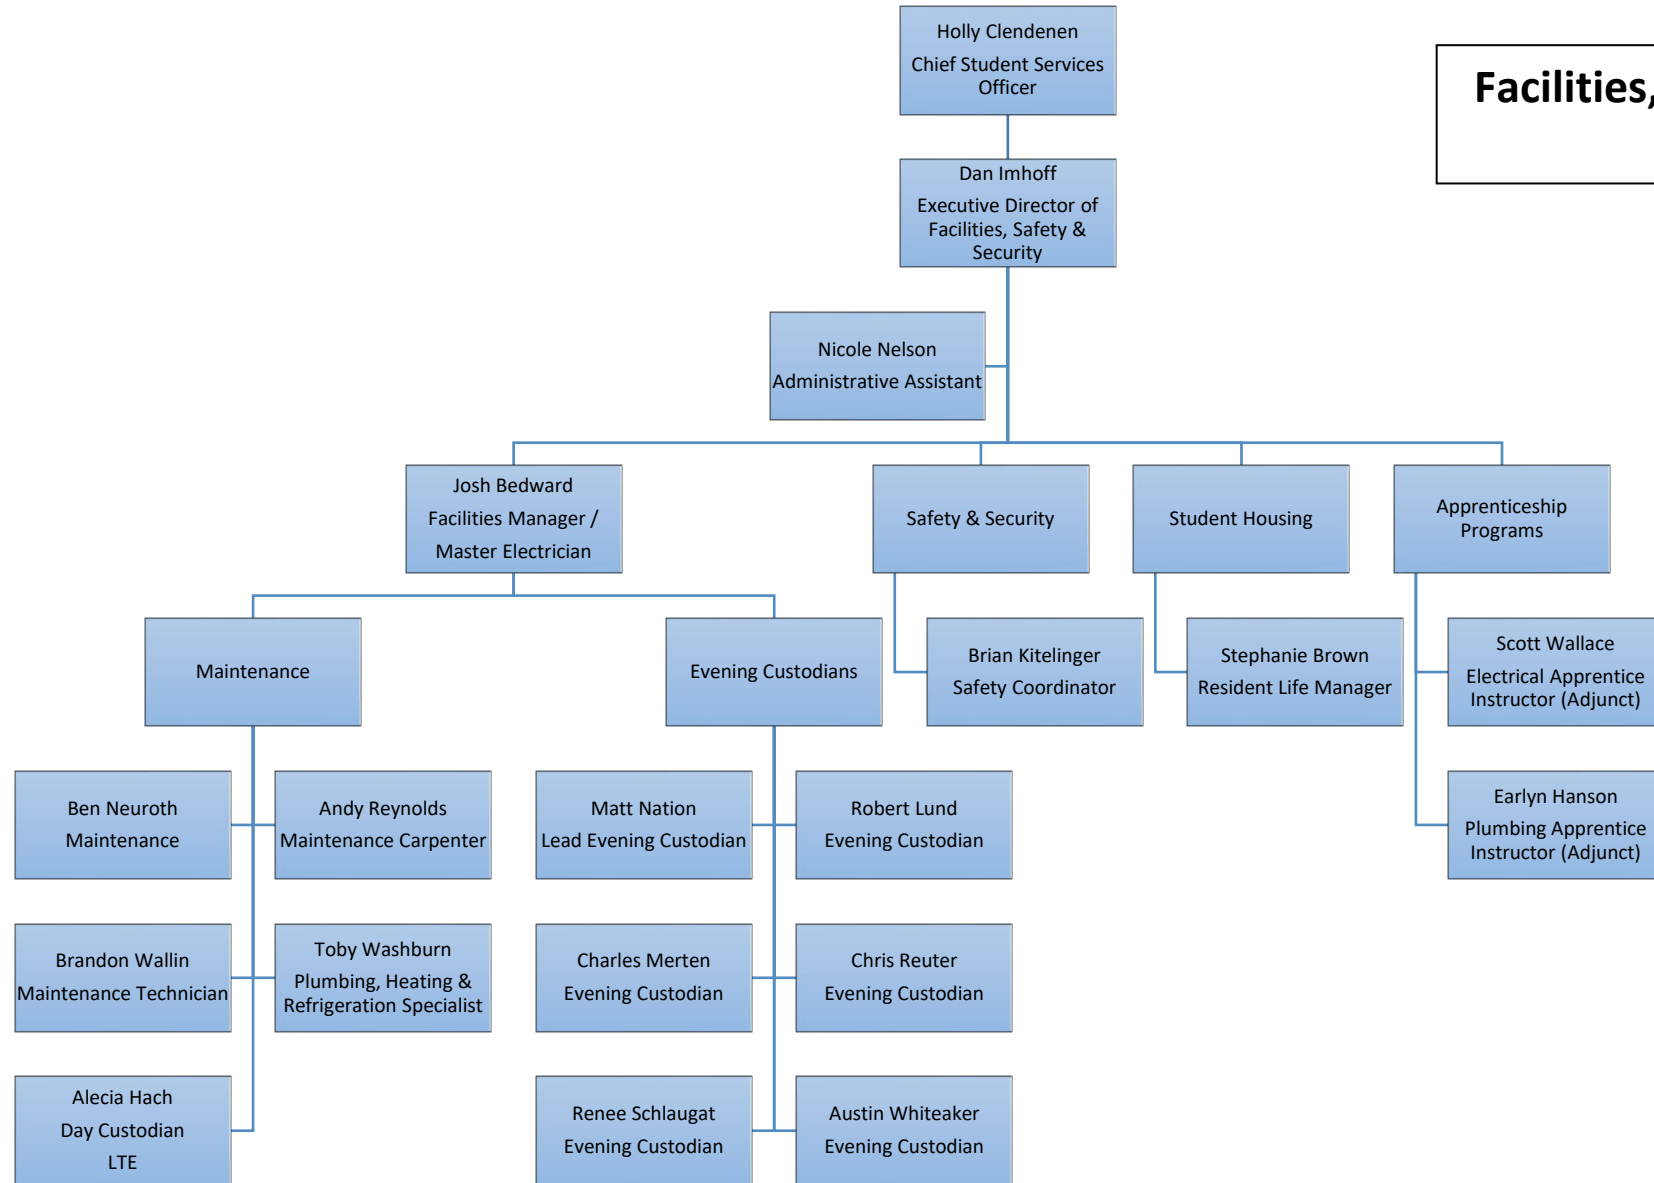 Holly Clendenen
Chief Student Services
Officer
Facilities,
Dan Imhoff
Executive Director of
Facilities, Safety &
Security
Nicole Nelson
Administrative Assistant
Josh Bedward
Facilities Manager /
Master Electrician
Safety & Security
Student Housing
Apprenticeship
Programs
Maintenance
Evening Custodians
Brian Kitelinger
Safety Coordinator
Stephanie Brown
Resident Life Manager
Scott Wallace
Electrical Apprentice
Instructor (Adjunct)
Ben Neuroth
Maintenance
Andy Reynolds
Maintenance Carpenter
Matt Nation
Lead Evening Custodian
Robert Lund
Evening Custodian
Earlyn Hanson
Plumbing Apprentice
Instructor (Adjunct)
Brandon Wallin
Maintenance Technician
Toby Washburn
Plumbing, Heating &
Refrigeration Specialist
Charles Merten
Evening Custodian
Chris Reuter
Evening Custodian
Alecia Hach
Day Custodian
LTE
Renee Schlaugat
Evening Custodian
Austin Whiteaker
Evening Custodian